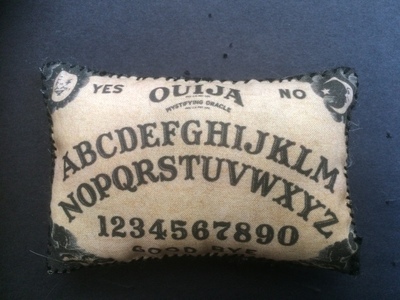 YES OUIJA NO
MYSTIFYING ORACLE
ABCDEFGHIJKLM
NOPQRSTUVWXYZ
1234567890
GOOD BYE